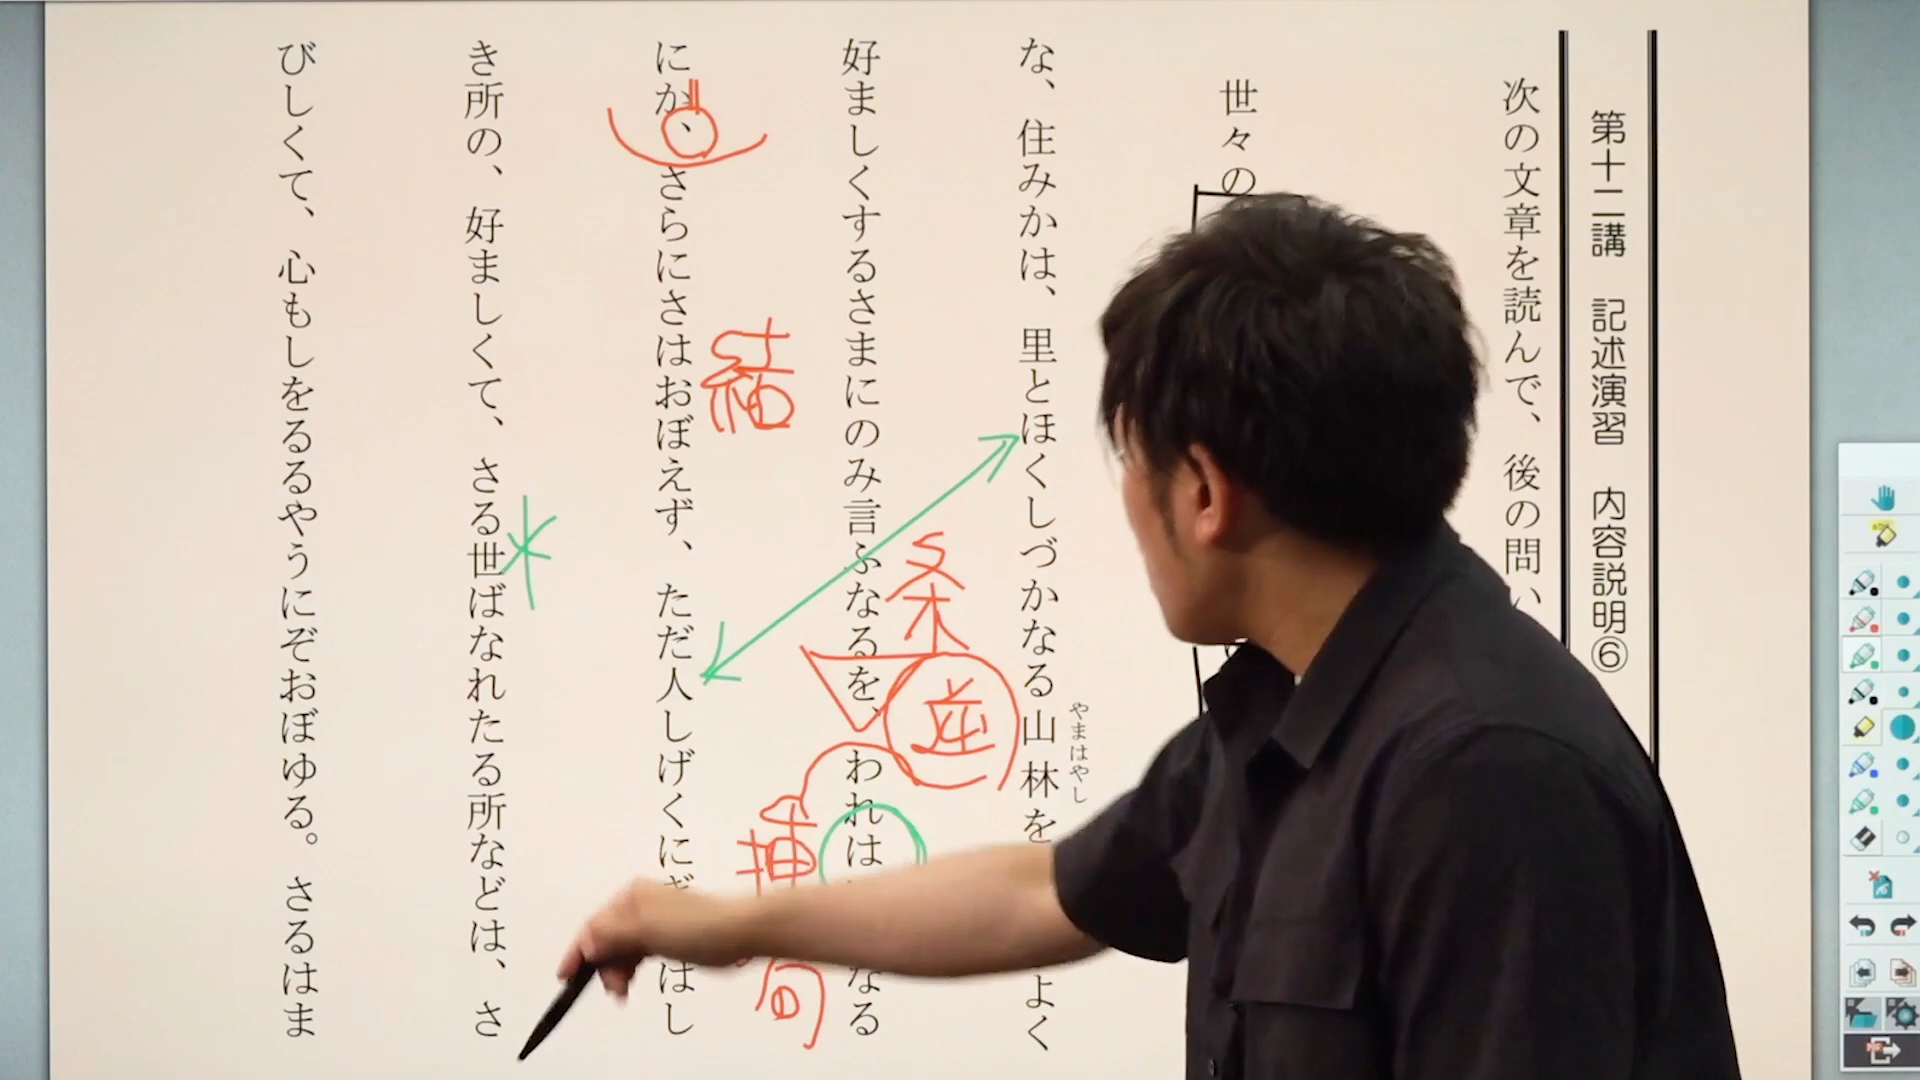 第十二講 記述演習 内容説明⑥
次の文章を読んで、後の問い
世々の
な、住みかは、里とほくしづかなる山林を
やまはやし
よく
好ましくするさまにのみ言ふなるを、われは
なる
にか、さらにさはおぼえず、ただ人しげくに
はし
き所の、好ましくて、さる世ばなれたる所などは、さ
びしくて、心もしをるるやうにぞおぼゆる。さるはま
結
条
逆
挿
句